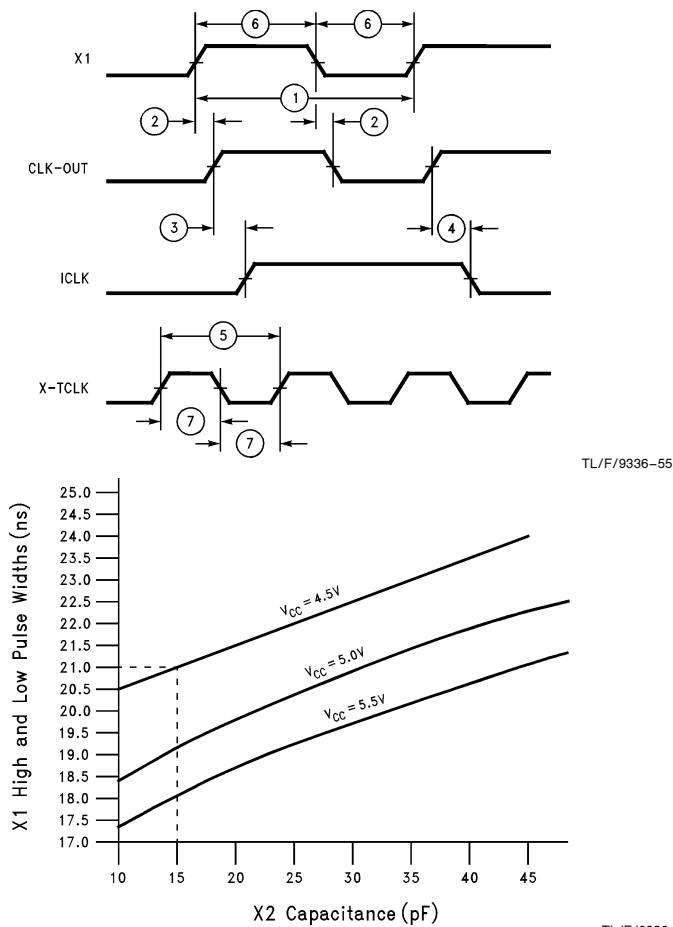 6 6
X1
1
2 2
CLK-OUT
3 4
ICLK
5
X-TCLK
7
7
TL/F/9336–55
X1 High and Low Pulse Widths (ns)
25.0
24.5
24.0
23.5
23.0
22.5
22.0
21.5
21.0
20.5
20.0
19.5
19.0
18.5
18.0
17.5
17.0
VCC = 4.5V
VCC = 5.0V
VCC = 5.5V
10 15 20 25 30 35 40 45
X2 Capacitance (pF)